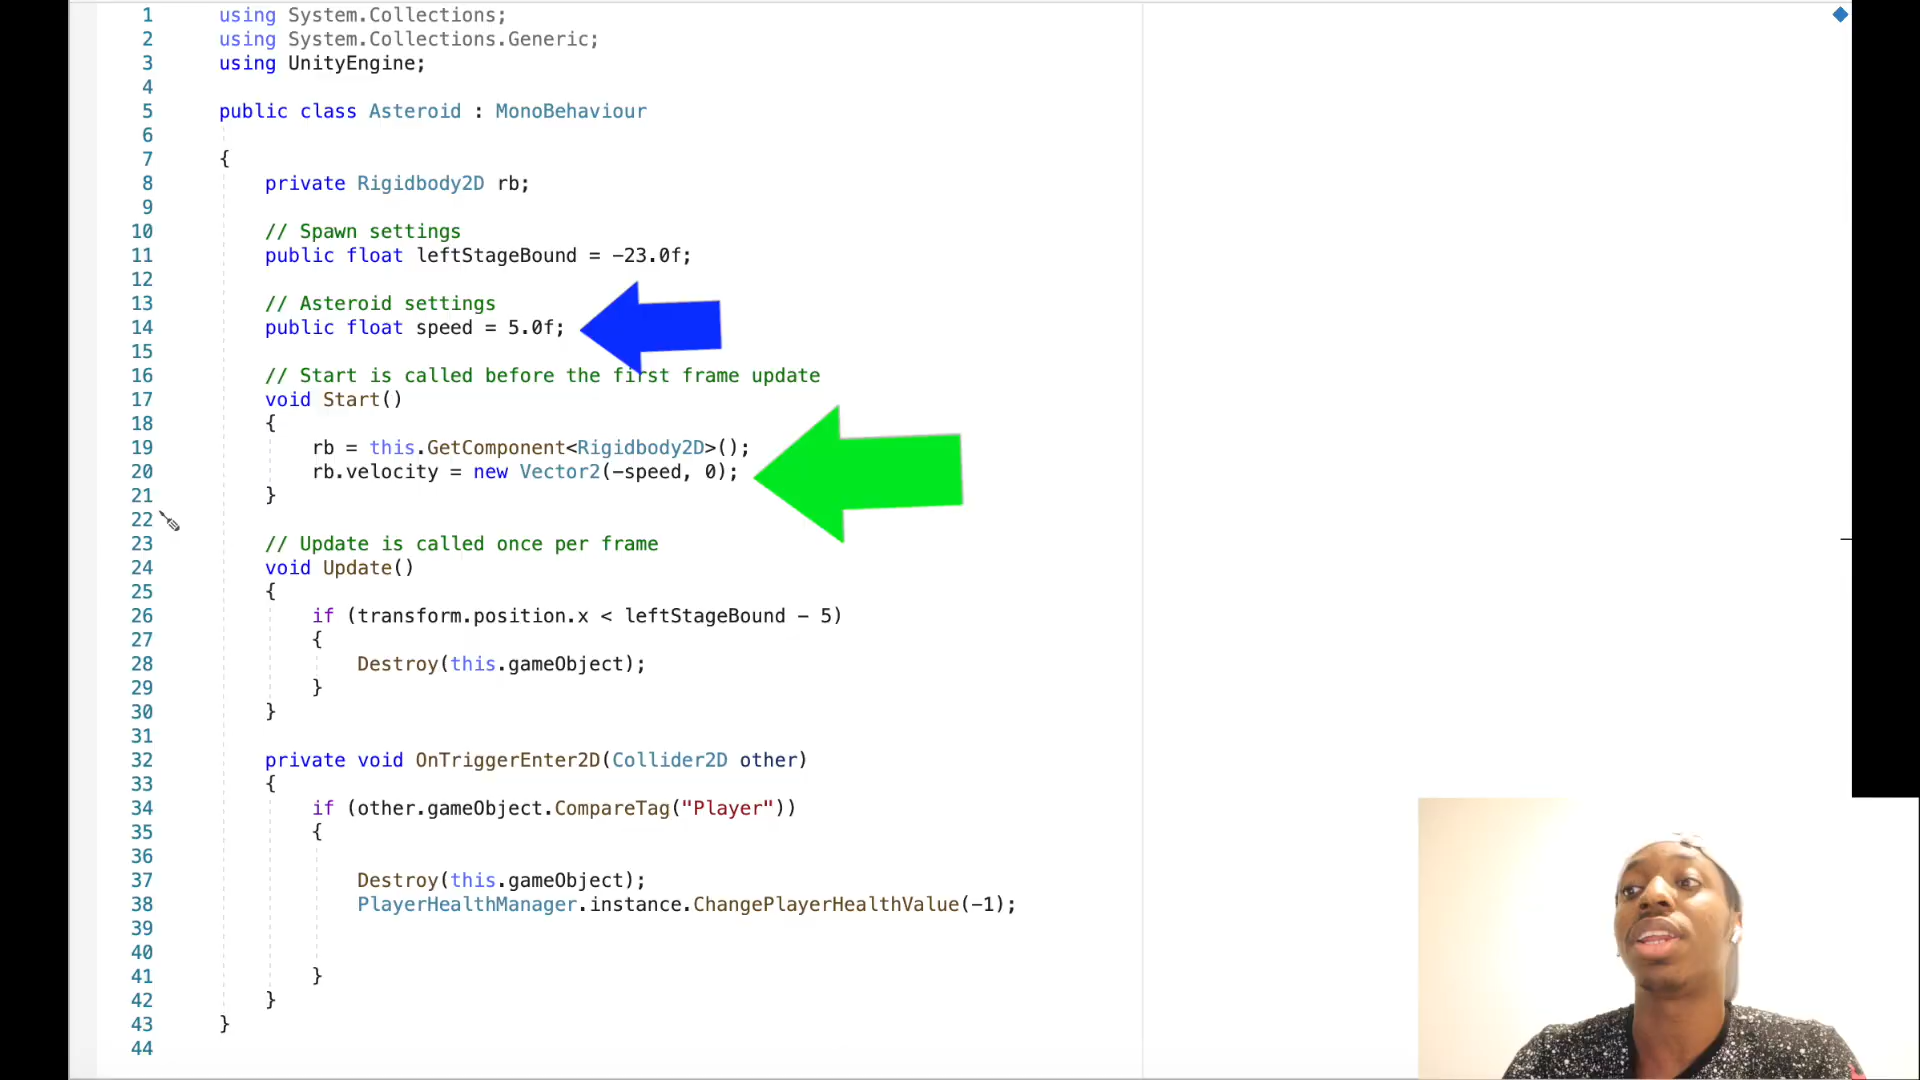 1 using System.Collections;
2 using System.Collections.Generic;
3 using UnityEngine;
4
5 public class Asteroid : MonoBehaviour
6
7 {
8 private Rigidbody2D rb;
9
10 // Spawn settings
11 public float leftStageBound = -23.0f;
12
13 // Asteroid settings
14 public float speed = 5.0f;
15
16 // Start is called before the first frame update
17 void Start()
18 {
19 rb = this.GetComponent<Rigidbody2D>();
20 rb.velocity = new Vector2(-speed, 0);
21 }
22
23 // Update is called once per frame
24 void Update()
25 {
26 if (transform.position.x < leftStageBound - 5)
27 {
28 Destroy(this.gameObject);
29 }
30 }
31
32 private void OnTriggerEnter2D(Collider2D other)
33 {
34 if (other.gameObject.CompareTag("Player"))
35 {
36
37 Destroy(this.gameObject);
38 PlayerHealthManager.instance.ChangePlayerHealthValue(-1);
39
40
41 }
42 }
43 }
44